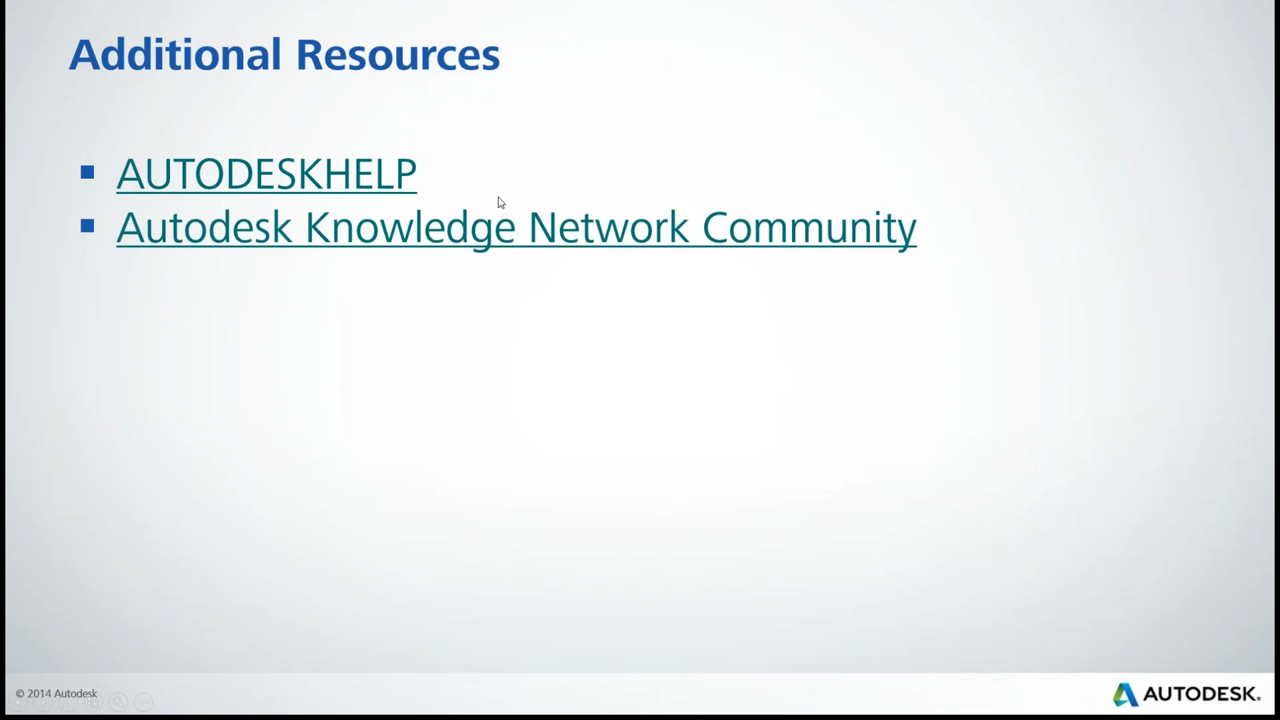 Additional Resources
AUTODESKHELP
Autodesk Knowledge Network Community
© 2014 Autodesk
AUTODESK.